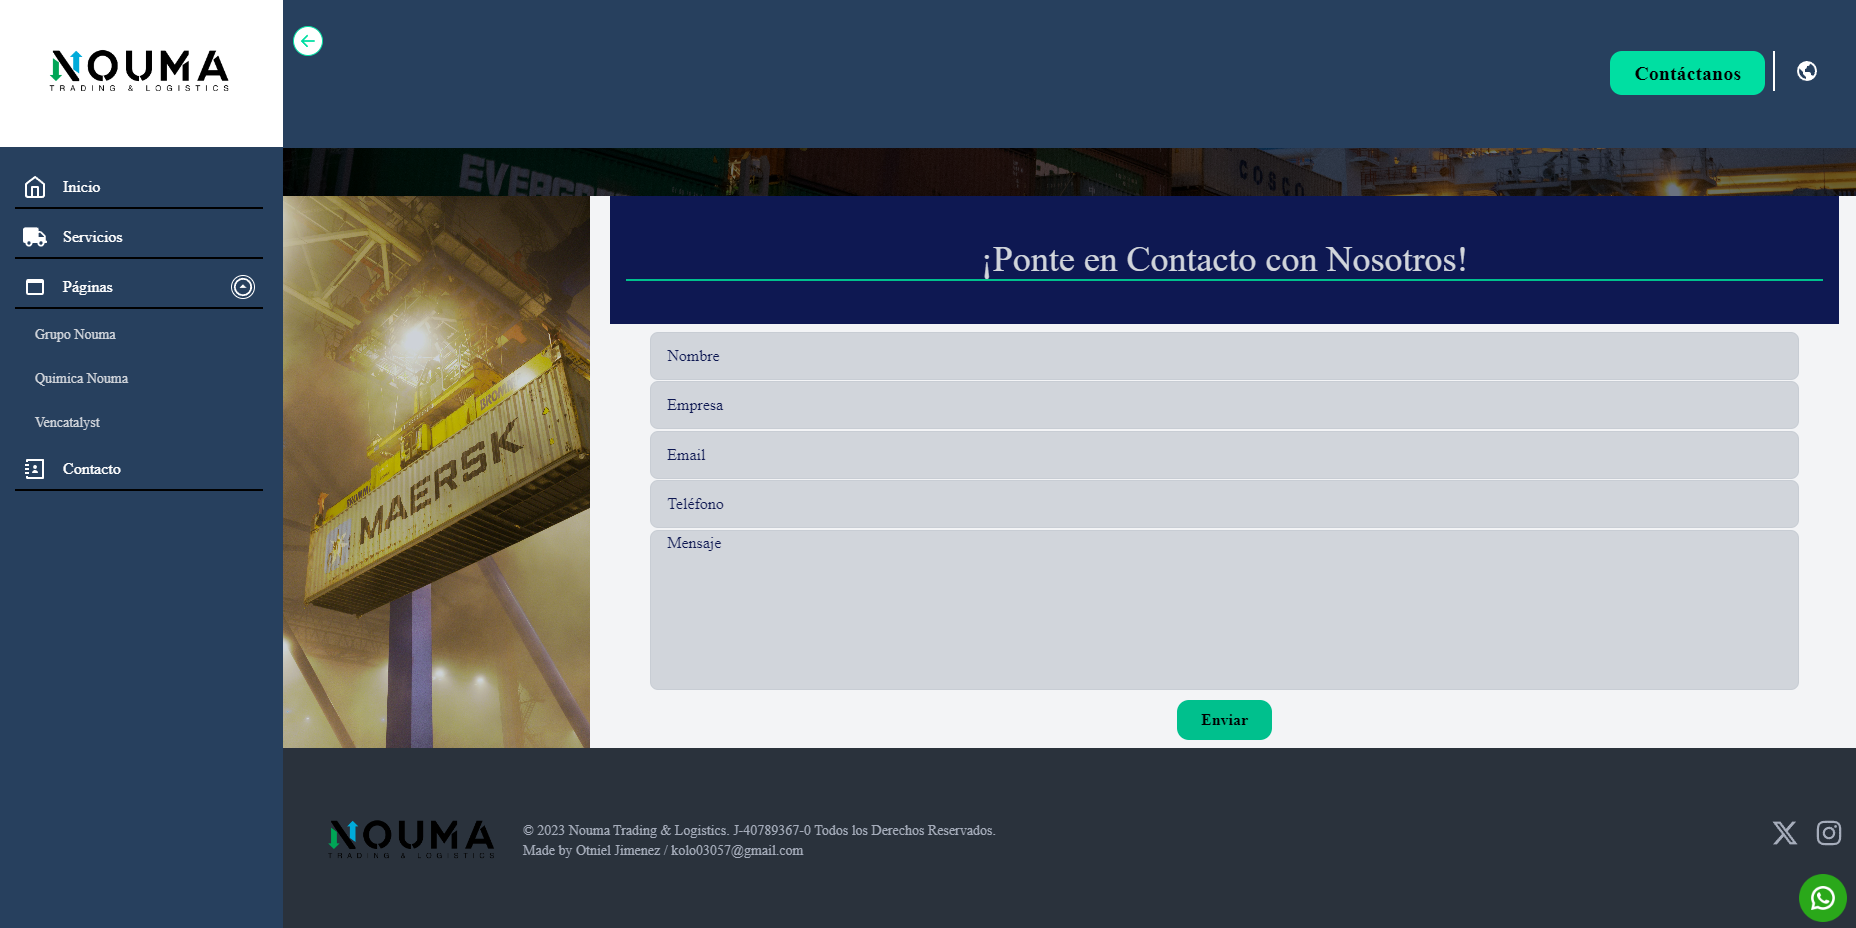 NOUMA
TRADING & LOGISTICS
Contáctanos
Inicio
Servicios
Páginas
Grupo Nouma
Quimica Nouma
Vencatalyst
Contacto
COSCO
¡Ponte en Contacto con Nosotros!
MAERSK
Nombre
Empresa
Email
Teléfono
Mensaje
Enviar
NOUMA
TRADING & LOGISTICS
© 2023 Nouma Trading & Logistics. J-40789367-0 Todos los Derechos Reservados.
Made by Otniel Jimenez / kolo03057@gmail.com